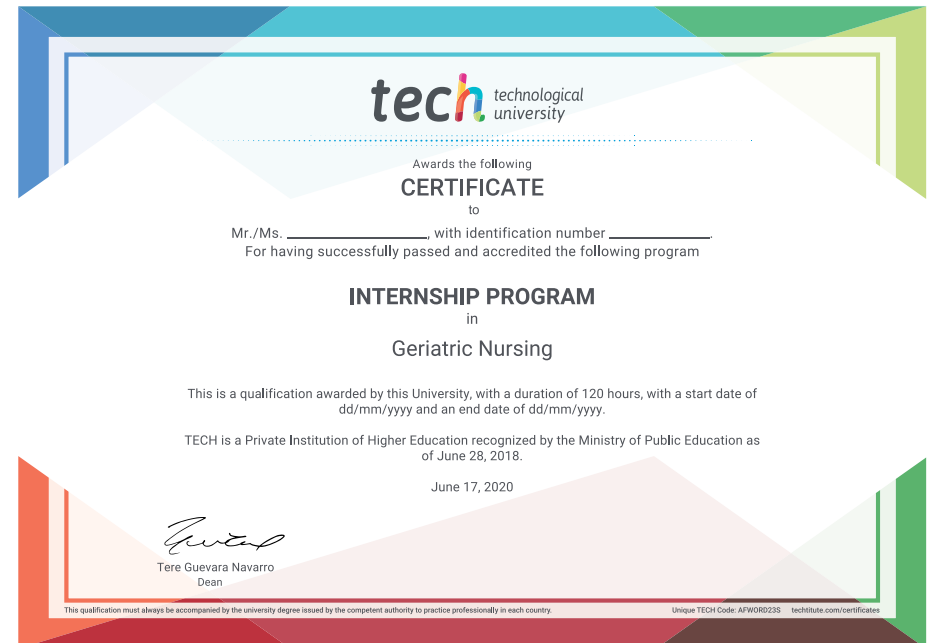 tech technological
university
Awards the following
CERTIFICATE
to
Mr./Ms. ____________________, with identification number ______________.
For having successfully passed and accredited the following program
INTERNSHIP PROGRAM
in
Geriatric Nursing
This is a qualification awarded by this University, with a duration of 120 hours, with a start date of
dd/mm/yyyy and an end date of dd/mm/yyyy.
TECH is a Private Institution of Higher Education recognized by the Ministry of Public Education as
of June 28, 2018.
June 17, 2020
Tere Guevara Navarro
Dean
This qualification must always be accompanied by the university degree issued by the competent authority to practice professionally in each country. Unique TECH Code: AFWORD23S techtitute.com/certificates